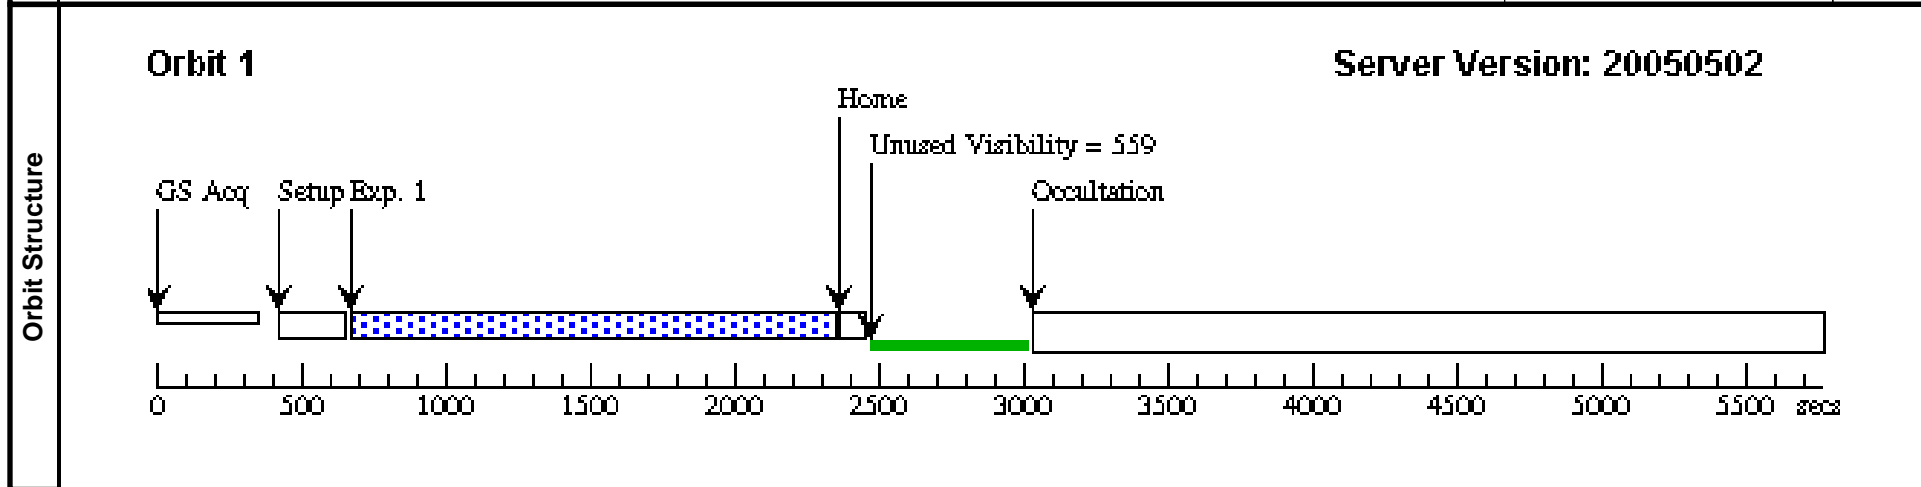 Orbit Structure
Orbit 1
Server Version: 20050502
Home
Unused Visibility = 559
GS Acq
Setup
Exp. 1
Occultation
0 500 1000 1500 2000 2500 3000 3500 4000 4500 5000 5500 secs